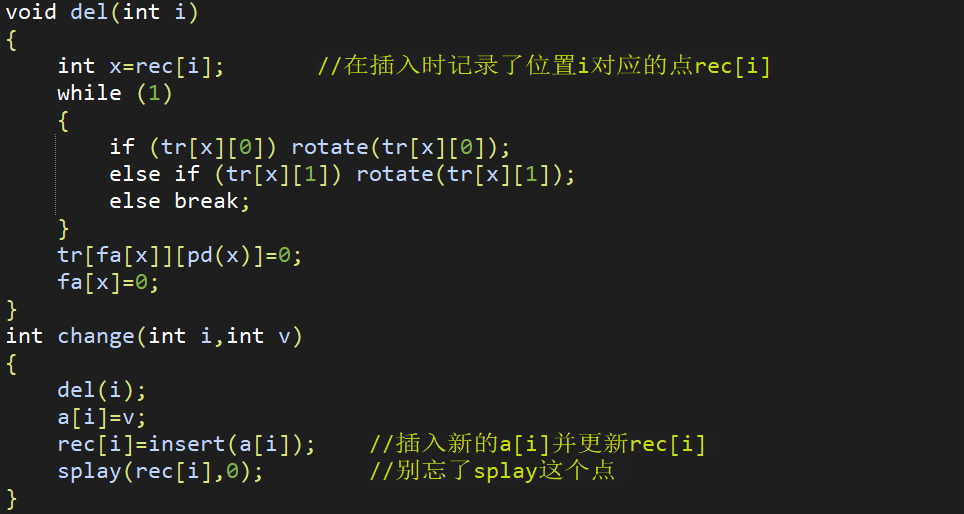 void del(int i)
{
    int x=rec[i];       //在插入时记录了位置i对应的点rec[i]
    while (1)
    {
        if (tr[x][0]) rotate(tr[x][0]);
        else if (tr[x][1]) rotate(tr[x][1]);
        else break;
    }
    tr[fa[x]][pd(x)]=0;
    fa[x]=0;
}
int change(int i,int v)
{
    del(i);
    a[i]=v;
    rec[i]=insert(a[i]);    //插入新的a[i]并更新rec[i]
    splay(rec[i],0);        //别忘了splay这个点
}